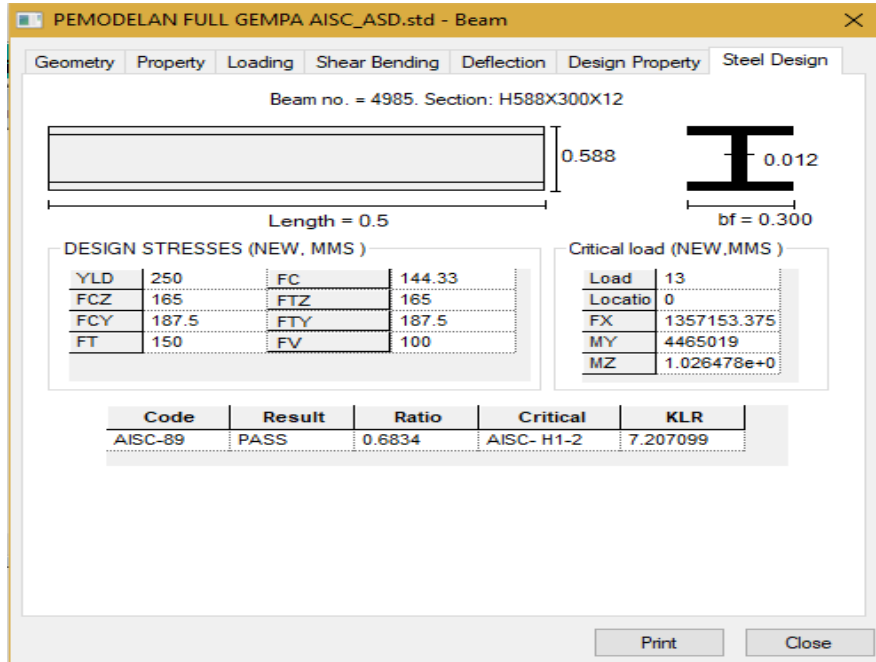 PEMODELAN FULL GEMPA AISC_ASD.std - Beam
Geometry Property Loading Shear Bending Deflection Design Property Steel Design
Beam no. = 4985. Section: H588X300X12
0.588
0.012
Length = 0.5
bf = 0.300
DESIGN STRESSES (NEW, MMS )
YLD 250 FC 144.33
FCZ 165 FTZ 165
FCY 187.5 FTY 187.5
FT 150 FV 100
Critical load (NEW,MMS )
Load 13
Locatio 0
FX 1357153.375
MY 4465019
MZ 1.026478e+0
Code Result Ratio Critical KLR
AISC-89 PASS 0.6834 AISC- H1-2 7.207099
Print Close